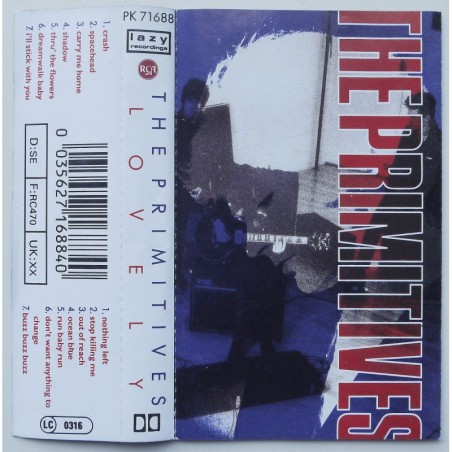 PK 71688
lazy
recordings
RCA
THE PRIMITIVES
LOVELY
1. crash
2. spacehead
3. carry me home
4. shadow
5. thru' the flowers
6. dreamwalk baby
7. i'll stick with you
0 035627 168840
D:SE
F:RC470
UK:XX
1. nothing left
2. stop killing me
3. out of reach
4. ocean blue
5. run baby run
6. don't want anything to
change
7 buzz buzz buzz
LC 0316
THE PRIMITIVES